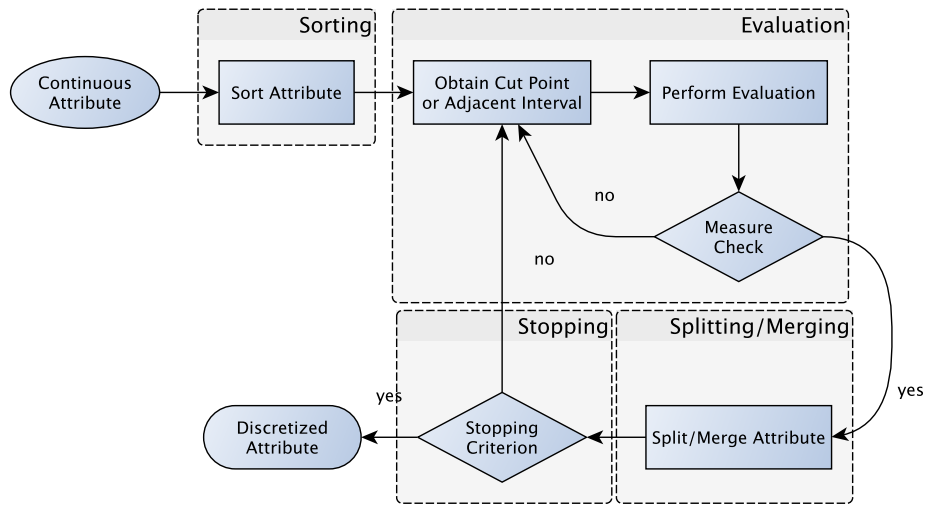 Sorting
Evaluation
Continuous
Attribute
Sort Attribute
Obtain Cut Point
or Adjacent Interval
Perform Evaluation
no
Measure
Check
no
Stopping
Splitting/Merging
yes
yes
Discretized
Attribute
Stopping
Criterion
Split/Merge Attribute